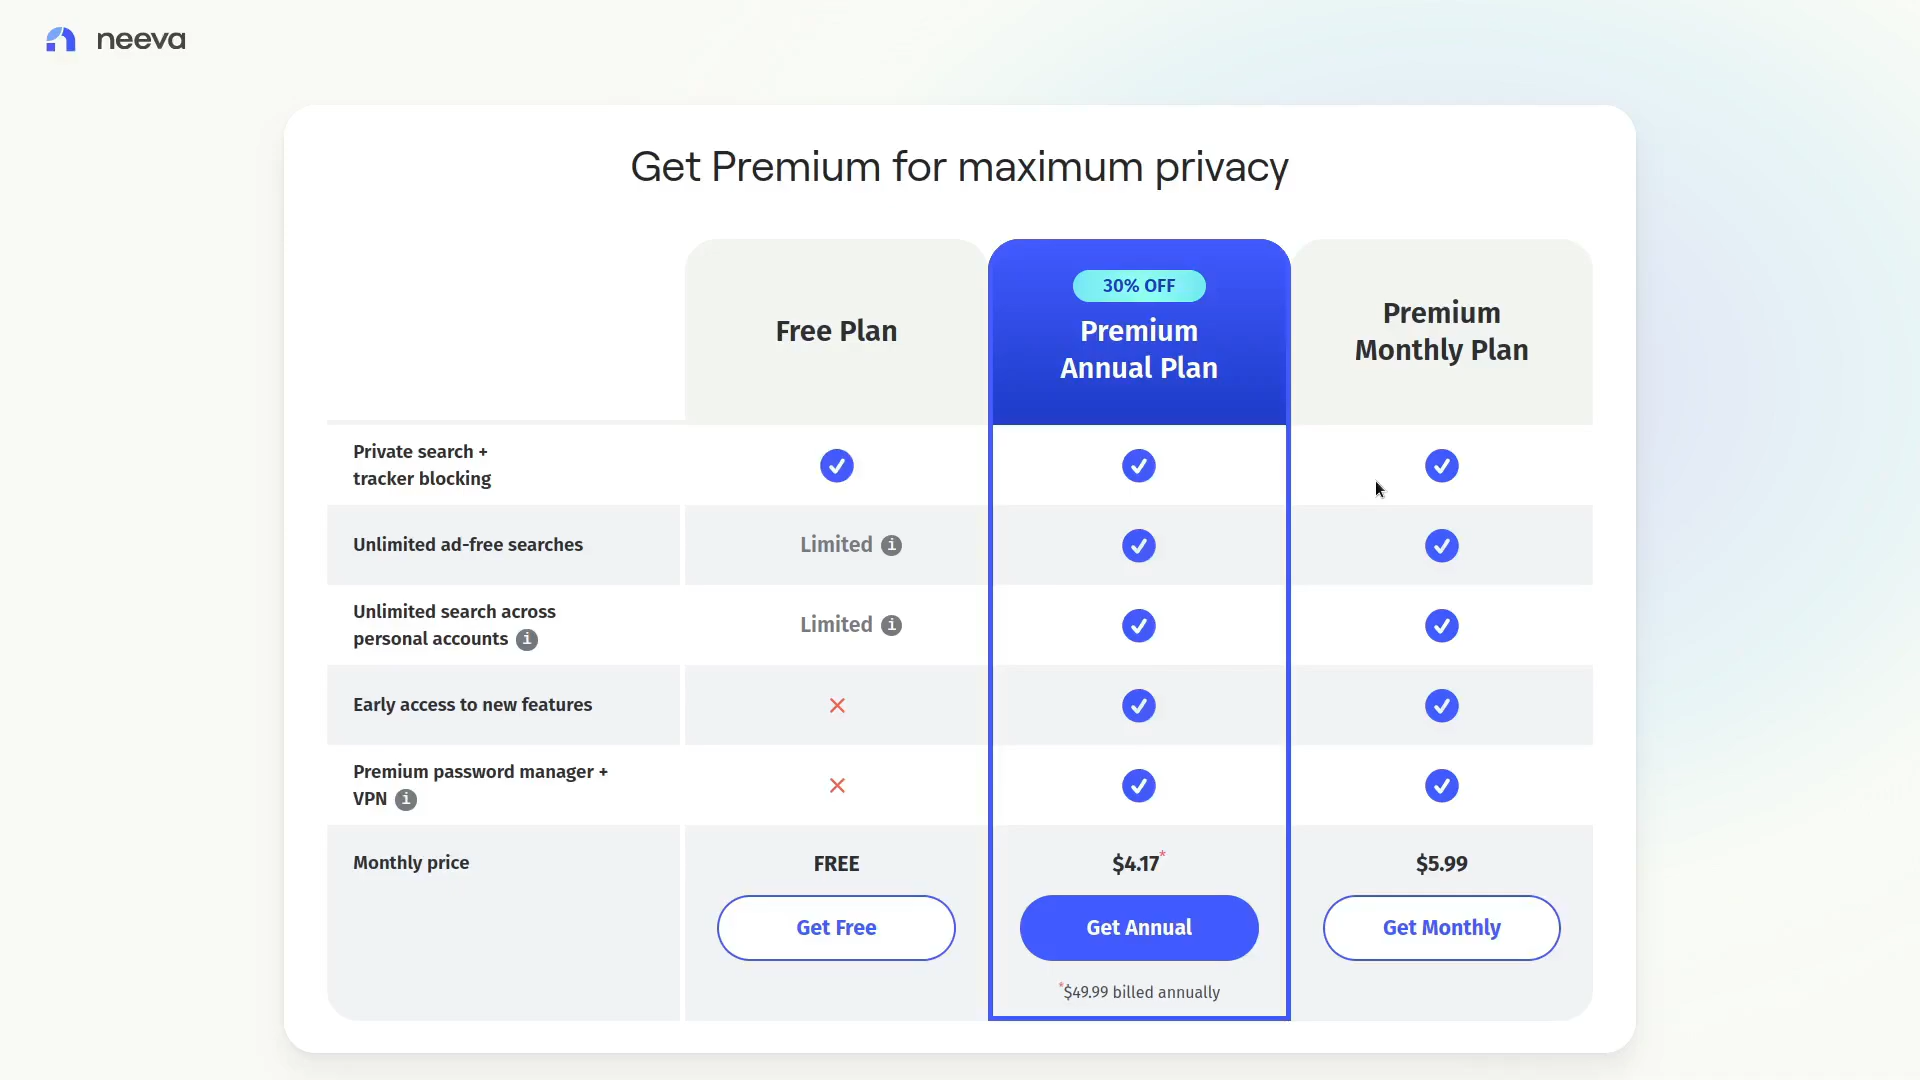 neeva
Get Premium for maximum privacy
Free Plan
30% OFF
Premium
Annual Plan
Premium
Monthly Plan
Private search +
tracker blocking
Unlimited ad-free searches
Limited i
Unlimited search across
personal accounts i
Limited i
Early access to new features
Premium password manager +
VPN i
Monthly price
FREE
$4.17*
$5.99
Get Free
Get Annual
Get Monthly
*$49.99 billed annually